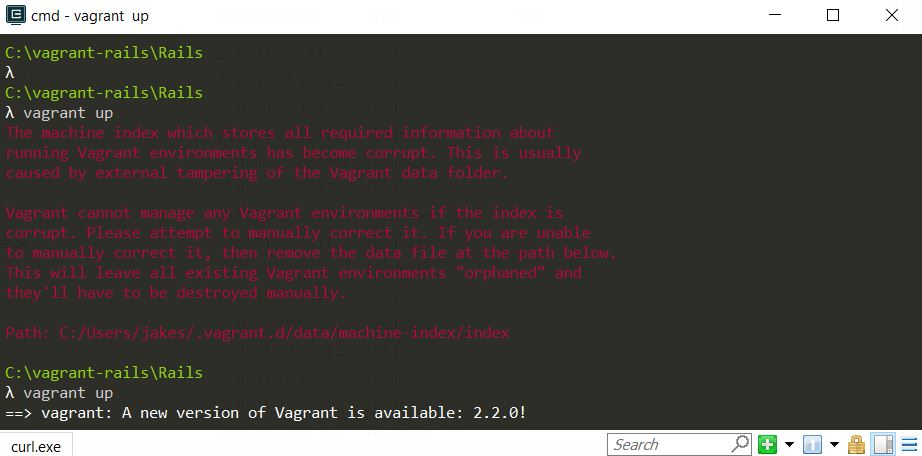 cmd - vagrant  up
C:\vagrant-rails\Rails
λ
C:\vagrant-rails\Rails
λ vagrant up
The machine index which stores all required information about
running Vagrant environments has become corrupt. This is usually
caused by external tampering of the Vagrant data folder.
Vagrant cannot manage any Vagrant environments if the index is
corrupt. Please attempt to manually correct it. If you are unable
to manually correct it, then remove the data file at the path below.
This will leave all existing Vagrant environments "orphaned" and
they'll have to be destroyed manually.
Path: C:/Users/jakes/.vagrant.d/data/machine-index/index
C:\vagrant-rails\Rails
λ vagrant up
==> vagrant: A new version of Vagrant is available: 2.2.0!
curl.exe
Search